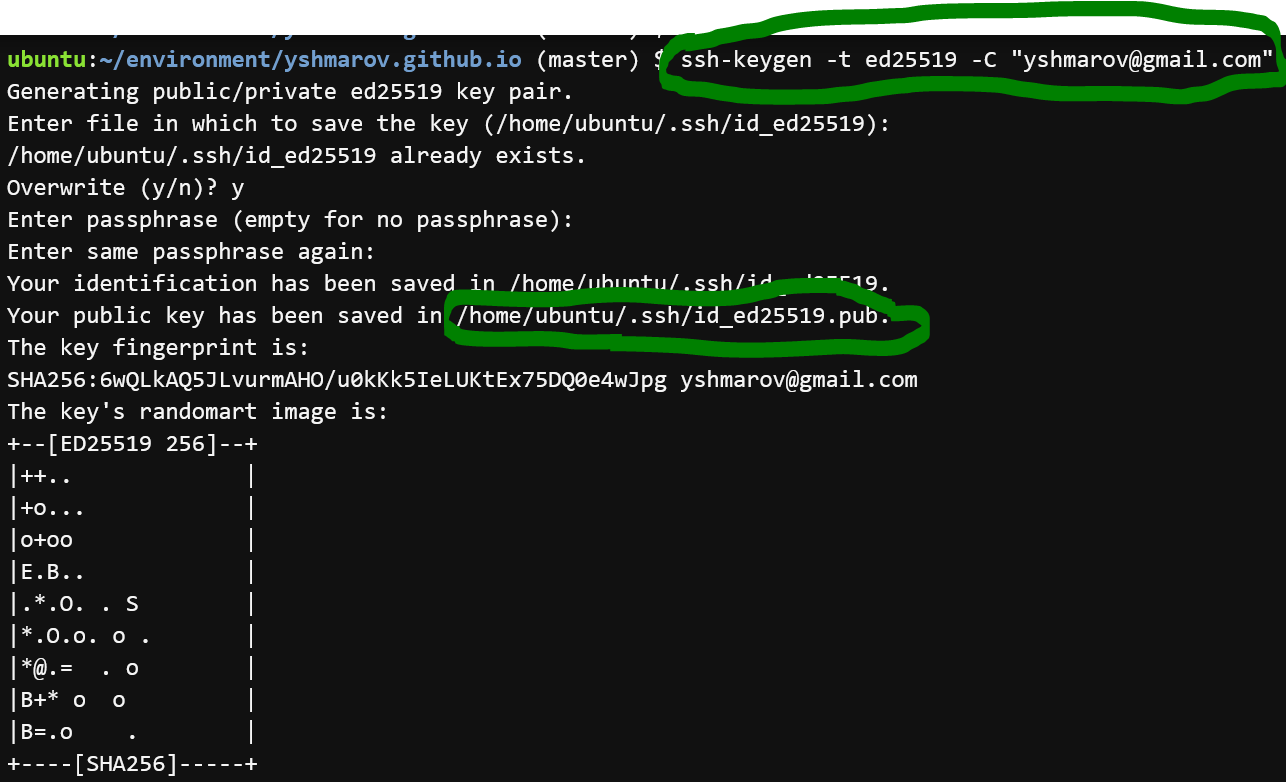 ubuntu:~/environment/yshmarov.github.io (master) $ ssh-keygen -t ed25519 -C "yshmarov@gmail.com"
Generating public/private ed25519 key pair.
Enter file in which to save the key (/home/ubuntu/.ssh/id_ed25519):
/home/ubuntu/.ssh/id_ed25519 already exists.
Overwrite (y/n)? y
Enter passphrase (empty for no passphrase):
Enter same passphrase again:
Your identification has been saved in /home/ubuntu/.ssh/id_ed25519.
Your public key has been saved in /home/ubuntu/.ssh/id_ed25519.pub.
The key fingerprint is:
SHA256:6wQLkAQ5JLvurmAHO/u0kKk5IeLUKtEx75DQ0e4wJpg yshmarov@gmail.com
The key's randomart image is:
+--[ED25519 256]--+
|++..             |
|+o...            |
|o+oo             |
|E.B..            |
|.*.O. . S        |
|*.O.o. o .       |
|*@.=  . o        |
|B+* o  o         |
|B=.o    .        |
+----[SHA256]-----+